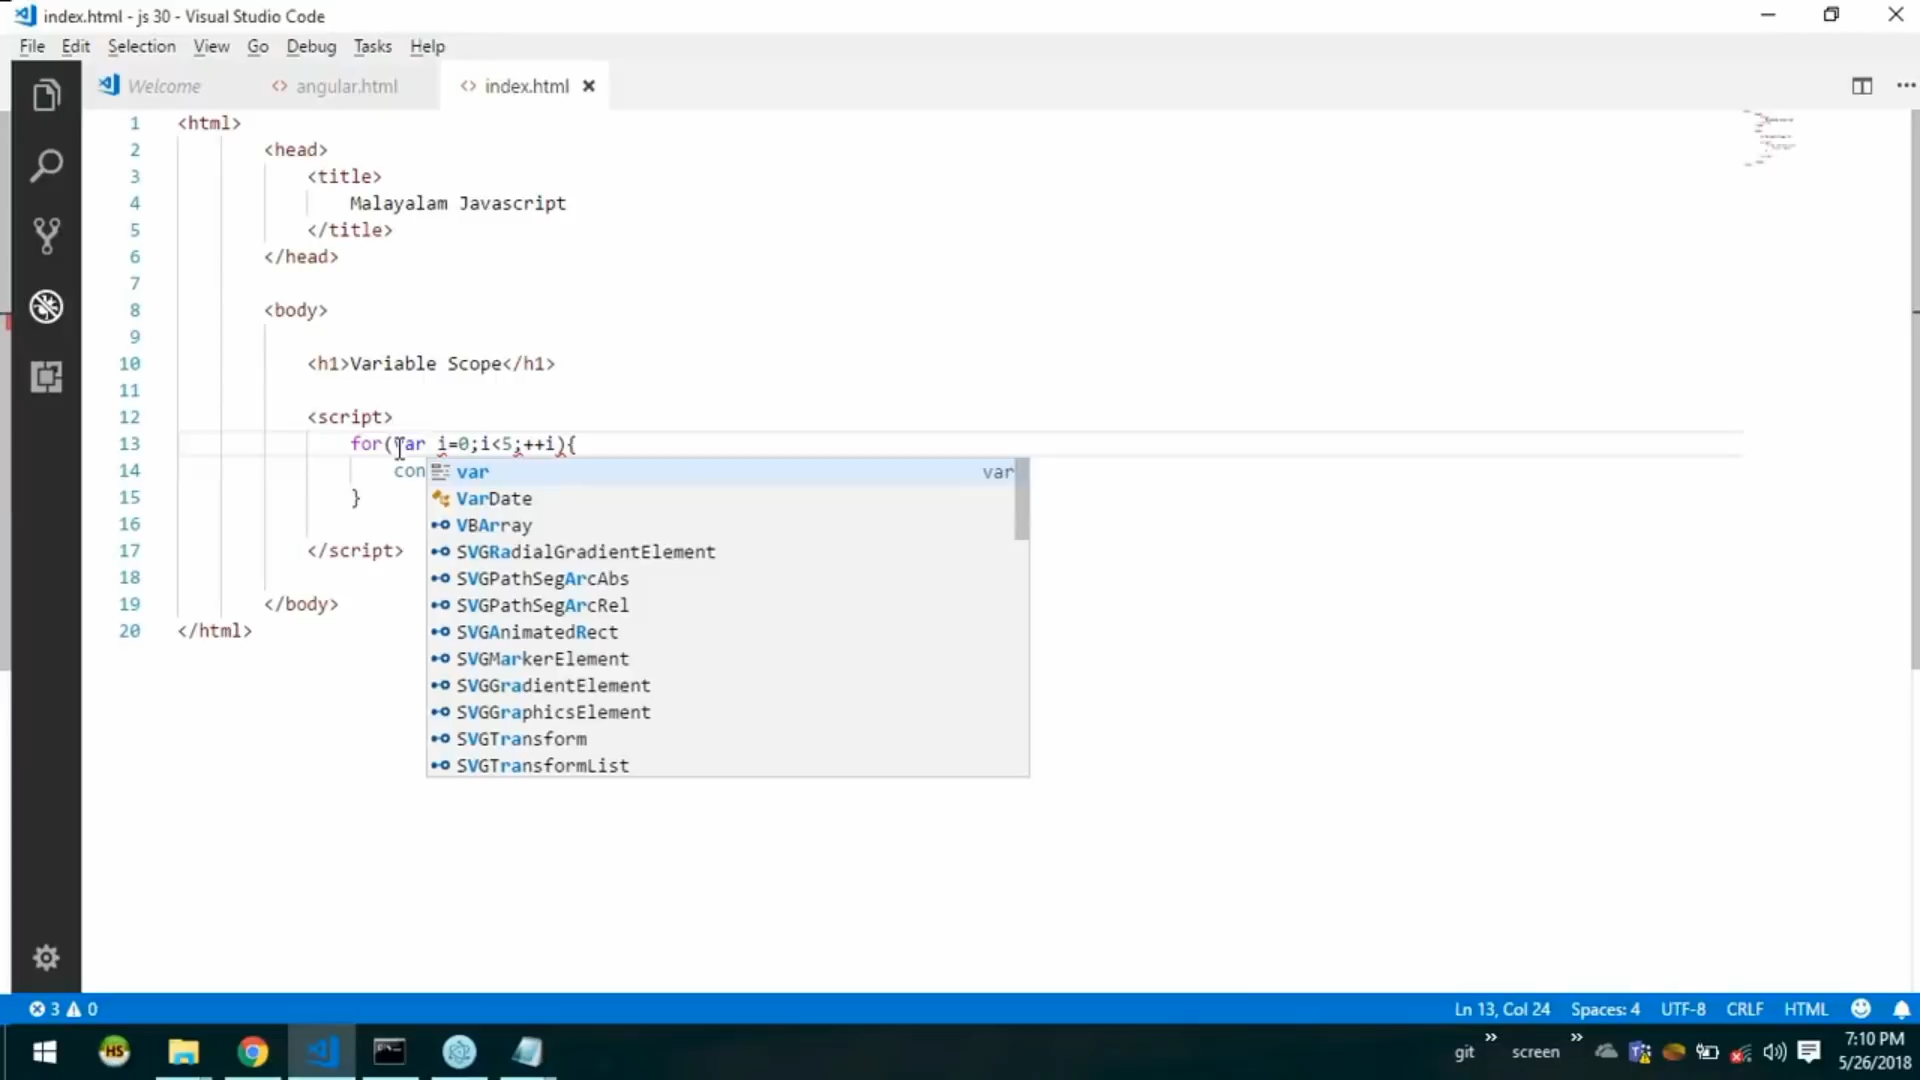 index.html - js 30 - Visual Studio Code
File Edit Selection View Go Debug Tasks Help
Welcome angular.html index.html
1 <html>
2 <head>
3 <title>
4 Malayalam Javascript
5 </title>
6 </head>
7
8 <body>
9
10 <h1>Variable Scope</h1>
11
12 <script>
13 for(var i=0;i<5;++i){
14 con
15 }
16
17 </script>
18
19 </body>
20 </html>
var var
VarDate
VBArray
SVGRadialGradientElement
SVGPathSegArcAbs
SVGPathSegArcRel
SVGAnimatedRect
SVGMarkerElement
SVGGradientElement
SVGGraphicsElement
SVGTransform
SVGTransformList
3 0 Ln 13, Col 24 Spaces: 4 UTF-8 CRLF HTML
HS git screen 7:10 PM
5/26/2018